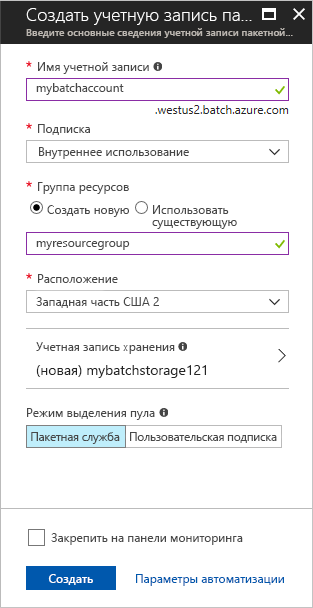 Создать учетную запись па...
Введите основные сведения учетной записи пакетной...
* Имя учетной записи
mybatchaccount
.westus2.batch.azure.com
* Подписка
Внутреннее использование
* Группа ресурсов
Создать новую Использовать
существующую
myresourcegroup
* Расположение
Западная часть США 2
Учетная запись хранения
(новая) mybatchstorage121
Режим выделения пула
Пакетная служба Пользовательская подписка
Закрепить на панели мониторинга
Создать Параметры автоматизации